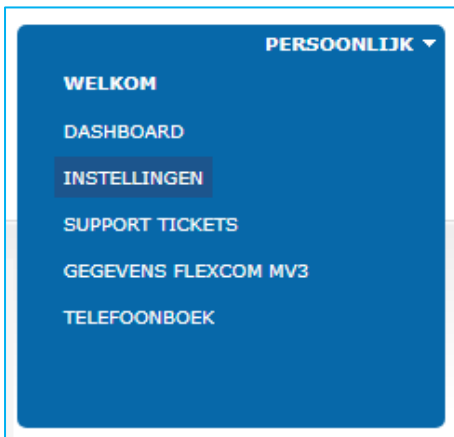 PERSOONLIJK
WELKOM
DASHBOARD
INSTELLINGEN
SUPPORT TICKETS
GEGEVENS FLEXCOM MV3
TELEFOONBOEK